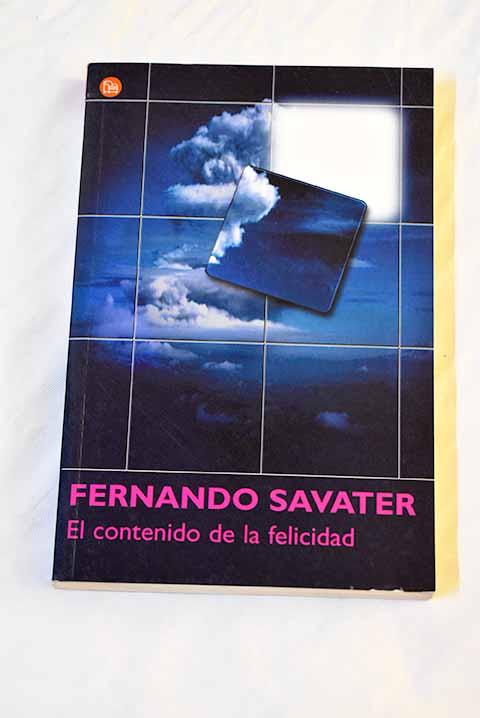 FERNANDO SAVATER
El contenido de la felicidad